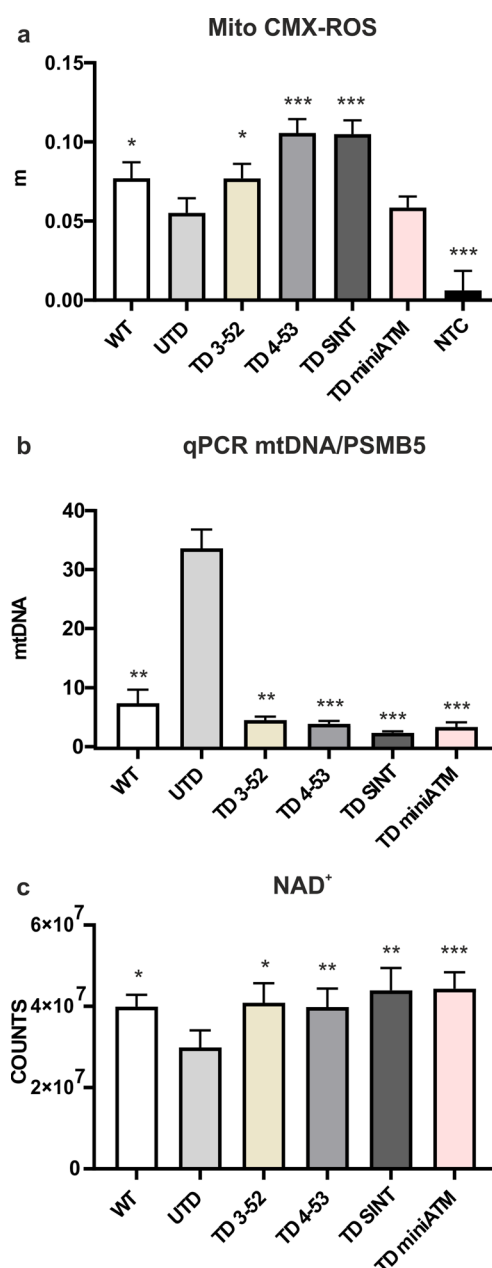 a
Mito CMX-ROS
0.15
0.10
0.05
0.00
m
*
*
***
***
***
WT
UTD
TD 3-52
TD 4-53
TD SINT
TD miniATM
NTC
b
qPCR mtDNA/PSMB5
40
30
20
10
0
mtDNA
**
**
***
***
***
WT
UTD
TD 3-52
TD 4-53
TD SINT
TD miniATM
c
NAD⁺
6×10⁷
4×10⁷
2×10⁷
0
COUNTS
*
*
**
**
***
WT
UTD
TD 3-52
TD 4-53
TD SINT
TD miniATM